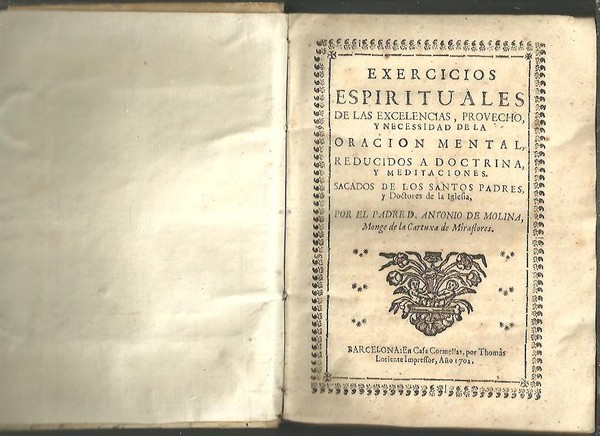 EXERCICIOS
ESPIRITUALES
DE LAS EXCELENCIAS, PROVECHO,
Y NECESSIDAD DE LA
ORACION MENTAL,
REDUCIDOS A DOCTRINA,
Y MEDITACIONES.
SACADOS DE LOS SANTOS PADRES,
y Doctores de la Iglesia,
POR EL PADRE D. ANTONIO DE MOLINA,
Monge de la Cartuxa de Miraflores.
BARCELONA: En Casa Cormellas, por Thomàs
Loriente Impressor, Año 1702.